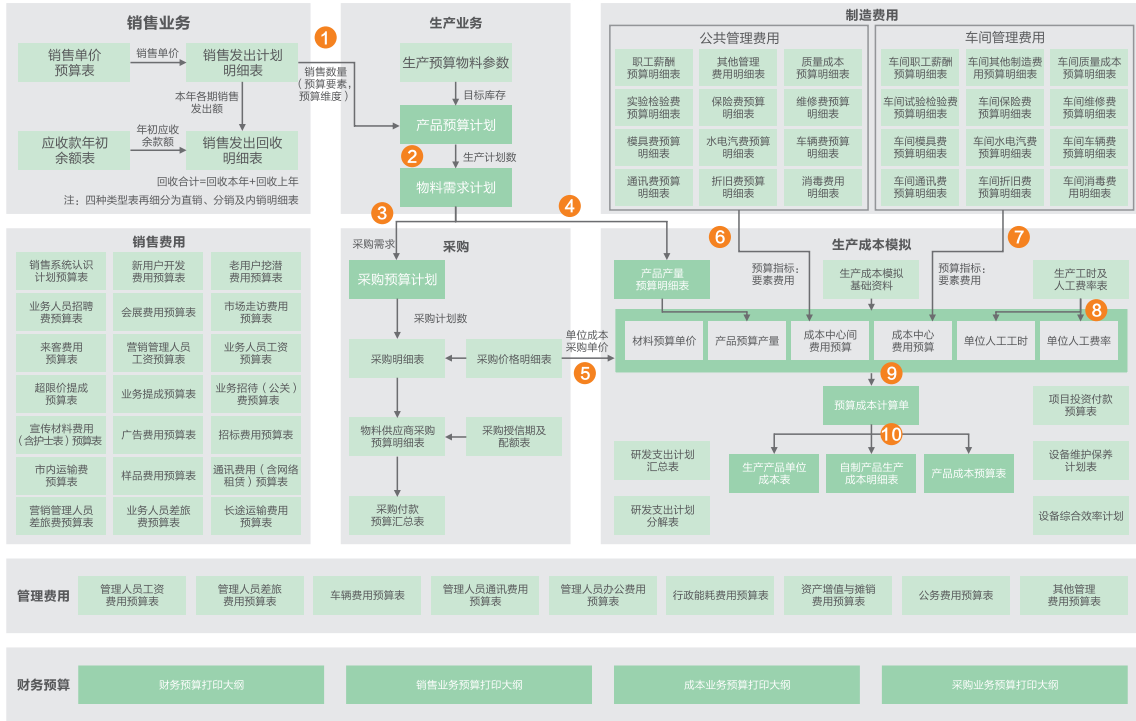 销售业务
销售单价
预算表
销售单价
销售发出计划
明细表
本年各期销售
发出额
应收款年初
余额表
年初应收
余款额
销售发出回收
明细表
回收合计=回收本年+回收上年
注：四种类型表再细分为直销、分销及内销明细表
1
销售数量
（预算要素，
预算维度）
生产业务
生产预算物料参数
目标库存
产品预算计划
2
生产计划数
物料需求计划
3
4
制造费用
公共管理费用
职工薪酬
预算明细表
其他管理
费用明细表
质量成本
预算明细表
实验检验费
预算明细表
保险费预算
明细表
维修费预算
明细表
模具费预算
明细表
水电汽费预算
明细表
车辆费预算
明细表
通讯费预算
明细表
折旧费预算
明细表
消毒费用
明细表
车间管理费用
车间职工薪酬
预算明细表
车间其他制造费
用预算明细表
车间质量成本
预算明细表
车间试验检验费
预算明细表
车间保险费
预算明细表
车间维修费
预算明细表
车间模具费
预算明细表
车间水电汽费
预算明细表
车间车辆费
预算明细表
车间通讯费
预算明细表
车间折旧费
预算明细表
车间消毒费
用明细表
销售费用
销售系统认识
计划预算表
新用户开发
费用预算表
老用户挖潜
费用预算表
业务人员招聘
费预算表
会展费用预算表
市场走访费用
预算表
来客费用
预算表
营销管理人员
工资预算表
业务人员工资
预算表
超限价提成
预算表
业务提成预算表
业务招待（公关）
费预算表
宣传材料费用
（含护士表）预算表
广告费用预算表
招标费用预算表
市内运输费
预算表
样品费用预算表
通讯费用（含网络
租赁）预算表
营销管理人员
差旅费预算表
业务人员差旅
费预算表
长途运输费用
预算表
采购
采购需求
采购预算计划
采购计划数
采购明细表
采购价格明细表
物料供应商采购
预算明细表
采购授信期及
配额表
采购付款
预算汇总表
单位成本
采购单价
5
生产成本模拟
6
7
产品产量
预算明细表
预算指标：
要素费用
生产成本模拟
基础资料
预算指标：
要素费用
生产工时及
人工费率表
8
材料预算单价
产品预算产量
成本中心间
费用预算
成本中心
费用预算
单位人工工时
单位人工费率
9
预算成本计算单
10
项目投资付款
预算表
研发支出计划
汇总表
生产产品单位
成本表
自制产品生产
成本明细表
产品成本预算表
设备维护保养
计划表
研发支出计划
分解表
设备综合效率计划
管理费用
管理人员工资
费用预算表
管理人员差旅
费用预算表
车辆费用预算表
管理人员通讯费用
预算表
管理人员办公费用
预算表
行政能耗费用预算表
资产增值与摊销
费用预算表
公务费用预算表
其他管理
费用预算表
财务预算
财务预算打印大纲
销售业务预算打印大纲
成本业务预算打印大纲
采购业务预算打印大纲